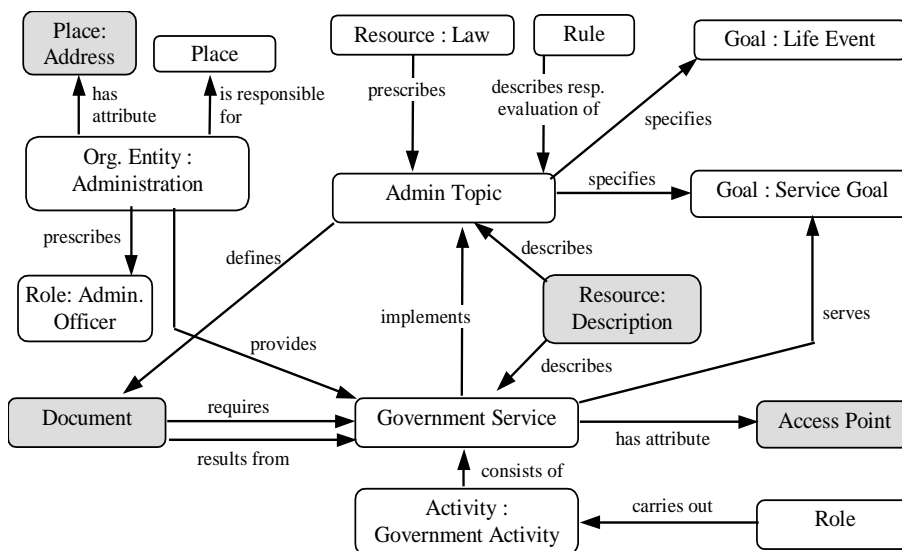 Place:
Address
Place
Resource : Law
Rule
Goal : Life Event
has
attribute
is responsible
for
prescribes
describes resp.
evaluation of
specifies
Org. Entity :
Administration
Admin Topic
specifies
Goal : Service Goal
prescribes
defines
describes
Role: Admin.
Officer
implements
Resource:
Description
serves
provides
describes
Document
requires
Government Service
has attribute
Access Point
results from
consists of
Activity :
Government Activity
carries out
Role